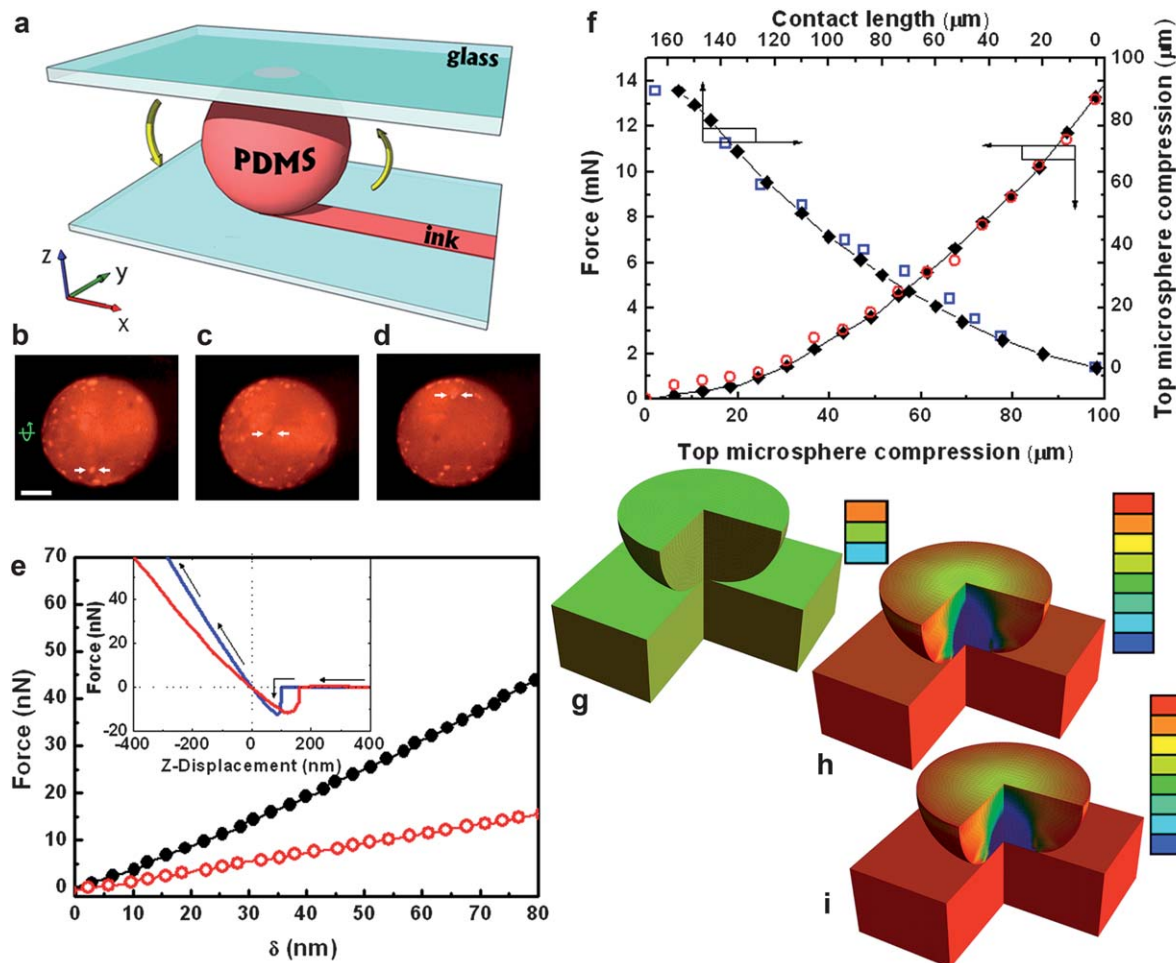 a
glass
PDMS
ink
z
y
x
b
c
d
e
70
60
50
40
30
20
10
0
0 10 20 30 40 50 60 70 80
Force (nN)
δ (nm)
40
20
0
-20
-400 -200 0 200 400
Force (nN)
Z-Displacement (nm)
f
Contact length (μm)
160 140 120 100 80 60 40 20 0
14
12
10
8
6
4
2
0
Force (mN)
100
80
60
40
20
0
Top microsphere compression (μm)
0 20 40 60 80 100
Top microsphere compression (μm)
g
h
i